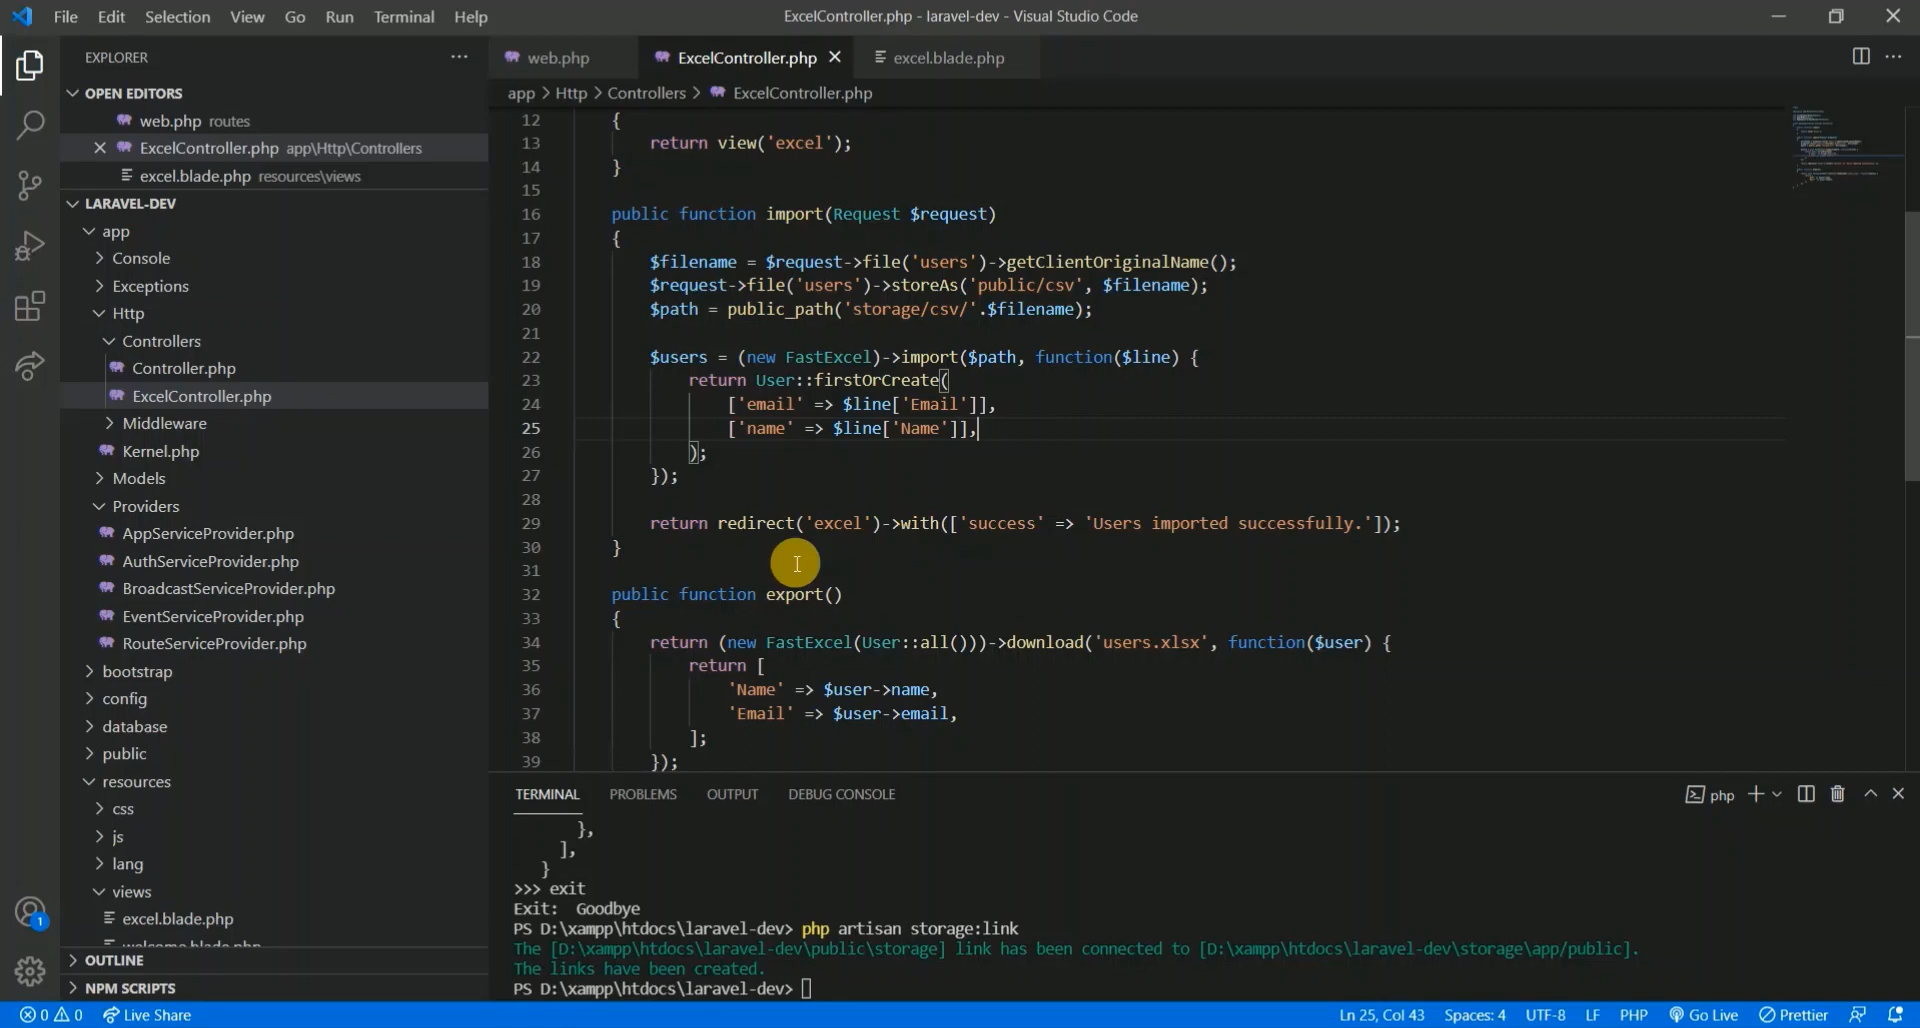 File Edit Selection View Go Run Terminal Help
ExcelController.php - laravel-dev - Visual Studio Code
EXPLORER
OPEN EDITORS
web.php routes
ExcelController.php app\Http\Controllers
excel.blade.php resources\views
LARAVEL-DEV
app
Console
Exceptions
Http
Controllers
Controller.php
ExcelController.php
Middleware
Kernel.php
Models
Providers
AppServiceProvider.php
AuthServiceProvider.php
BroadcastServiceProvider.php
EventServiceProvider.php
RouteServiceProvider.php
bootstrap
config
database
public
resources
css
js
lang
views
excel.blade.php
welcome.blade.php
OUTLINE
NPM SCRIPTS
web.php ExcelController.php excel.blade.php
app > Http > Controllers > ExcelController.php
12 {
13 return view('excel');
14 }
15
16 public function import(Request $request)
17 {
18 $filename = $request->file('users')->getClientOriginalName();
19 $request->file('users')->storeAs('public/csv', $filename);
20 $path = public_path('storage/csv/'.$filename);
21
22 $users = (new FastExcel)->import($path, function($line) {
23 return User::firstOrCreate(
24 ['email' => $line['Email']],
25 ['name' => $line['Name']],
26 );
27 });
28
29 return redirect('excel')->with(['success' => 'Users imported successfully.']);
30 }
31
32 public function export()
33 {
34 return (new FastExcel(User::all()))->download('users.xlsx', function($user) {
35 return [
36 'Name' => $user->name,
37 'Email' => $user->email,
38 ];
39 });
TERMINAL PROBLEMS OUTPUT DEBUG CONSOLE
php
},
],
}
>>> exit
Exit: Goodbye
PS D:\xampp\htdocs\laravel-dev> php artisan storage:link
The [D:\xampp\htdocs\laravel-dev\public\storage] link has been connected to [D:\xampp\htdocs\laravel-dev\storage\app/public].
The links have been created.
PS D:\xampp\htdocs\laravel-dev>
1
0 0 Live Share
Ln 25, Col 43 Spaces: 4 UTF-8 LF PHP Go Live Prettier